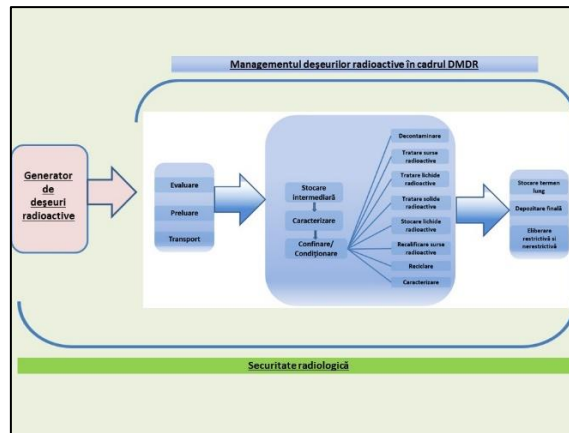 Managementul deșeurilor radioactive în cadrul DMDR
Generator
de
deșeuri
radioactive
Evaluare
Preluare
Transport
Stocare
intermediară
Caracterizare
Confinare/
Condiționare
Decontaminare
Tratare surse
radioactive
Tratare lichide
radioactive
Tratare solide
radioactive
Stocare lichide
radioactive
Recalificare surse
radioactive
Reciclare
Caracterizare
Stocare termen
lung
Depozitare finală
Eliberare
restrictivă si
nerestrictivă
Securitate radiologică